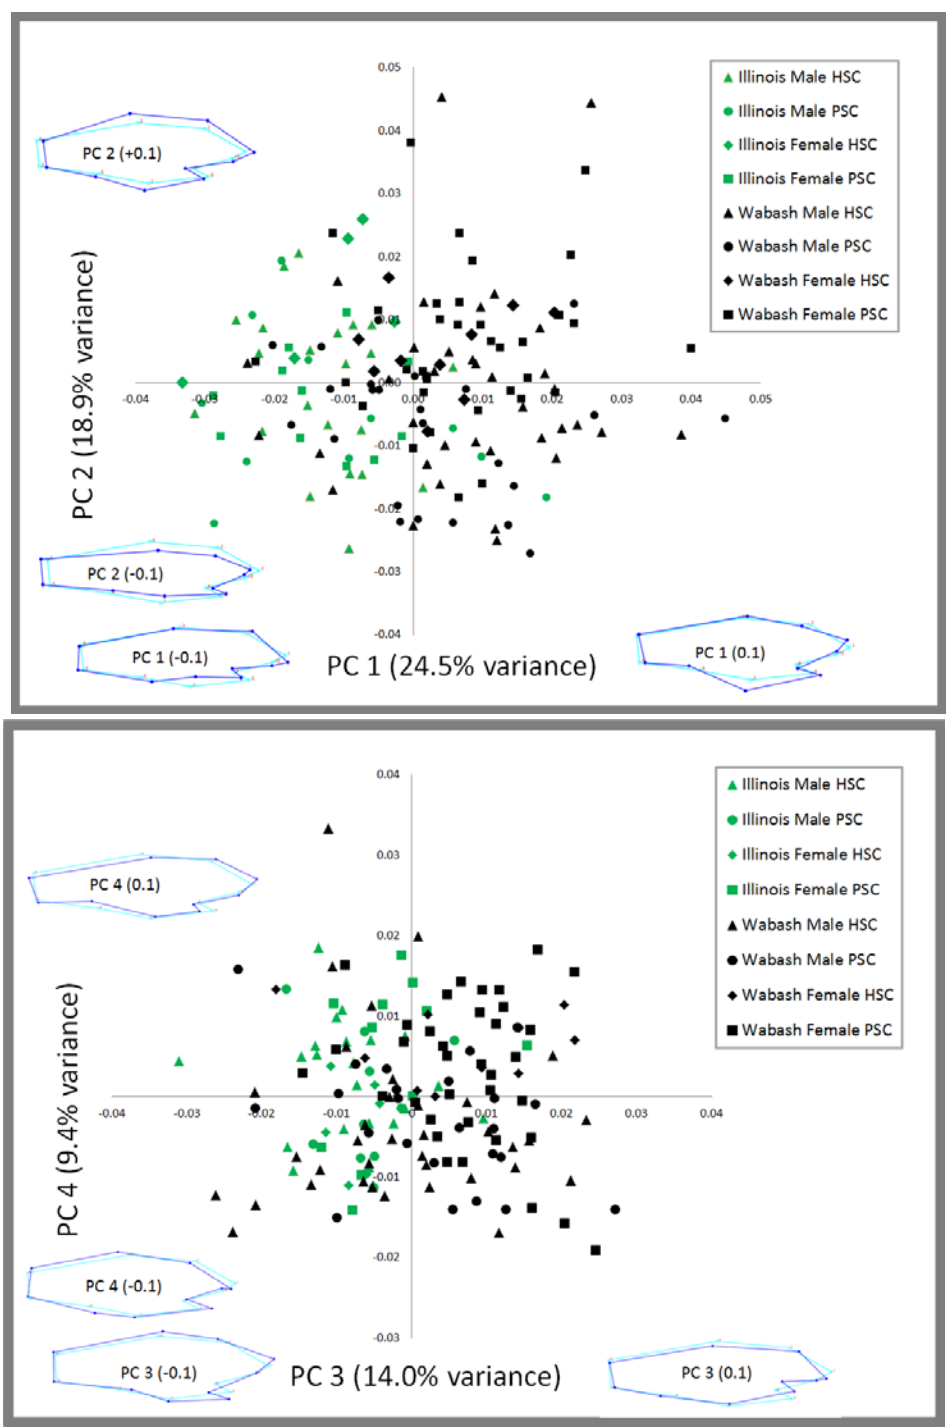 0.05
Illinois Male HSC
Illinois Male PSC
0.04
Illinois Female HSC
PC 2 (+0.1)
Illinois Female PSC
0.03
Wabash Male HSC
Wabash Male PSC
0.02
Wabash Female HSC
Wabash Female PSC
0.01
PC 2 (18.9% variance)
0.00
-0.04 -0.03 -0.02 -0.01 0.00 0.01 0.02 0.03 0.04 0.05
-0.01
-0.02
PC 2 (-0.1)
-0.03
-0.04
PC 1 (-0.1)
PC 1 (24.5% variance)
PC 1 (0.1)
0.04
Illinois Male HSC
Illinois Male PSC
0.03
Illinois Female HSC
PC 4 (0.1)
Illinois Female PSC
Wabash Male HSC
0.02
Wabash Male PSC
Wabash Female HSC
0.01
Wabash Female PSC
PC 4 (9.4% variance)
-0.04 -0.03 -0.02 -0.01 0 0.01 0.02 0.03 0.04
-0.01
-0.02
PC 4 (-0.1)
-0.03
PC 3 (-0.1)
PC 3 (14.0% variance)
PC 3 (0.1)